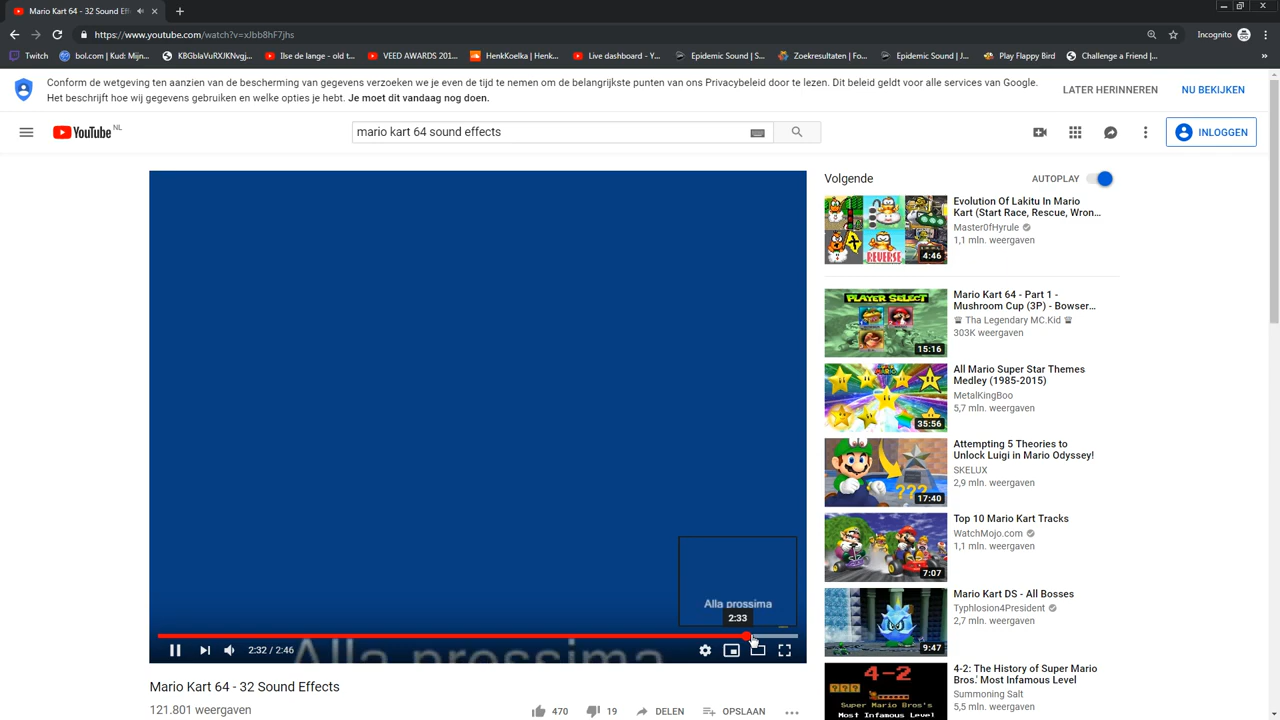 Mario Kart 64 - 32 Sound Eff
https://www.youtube.com/watch?v=xJbb8hF7jhs
Incognito
Twitch
bol.com | Kud: Mijn...
KBGhIaVuRXKNvgi...
Ilse de lange - old t...
VEED AWARDS 201...
HenkKoelka | Henk...
Live dashboard - Y...
Epidemic Sound | S...
Zoekresultaten | Fo...
Epidemic Sound | J...
Play Flappy Bird
Challenge a Friend |...
Conform de wetgeving ten aanzien van de bescherming van gegevens verzoeken we je even de tijd te nemen om de belangrijkste punten van ons Privacybeleid door te lezen. Dit beleid geldt voor alle services van Google.
Het beschrijft hoe wij gegevens gebruiken en welke opties je hebt. Je moet dit vandaag nog doen.
LATER HERINNEREN
NU BEKIJKEN
YouTube NL
mario kart 64 sound effects
INLOGGEN
Volgende
AUTOPLAY
REVERSE
4:46
Evolution Of Lakitu In Mario
Kart (Start Race, Rescue, Wron...
Master0fHyrule
1,1 mln. weergaven
PLAYER SELECT
15:16
Mario Kart 64 - Part 1 -
Mushroom Cup (3P) - Bowser...
♕ Tha Legendary MC.Kid ♕
303K weergaven
35:56
All Mario Super Star Themes
Medley (1985-2015)
MetalKingBoo
5,7 mln. weergaven
???
17:40
Attempting 5 Theories to
Unlock Luigi in Mario Odyssey!
SKELUX
2,9 mln. weergaven
7:07
Top 10 Mario Kart Tracks
WatchMojo.com
1,1 mln. weergaven
9:47
Mario Kart DS - All Bosses
Typhlosion4President
2,7 mln. weergaven
4-2
Super Mario Bro's
Most Infamous Level
4-2: The History of Super Mario
Bros.' Most Infamous Level
Summoning Salt
5,5 mln. weergaven
Alla prossima
2:33
2:32 / 2:46
Mario Kart 64 - 32 Sound Effects
weergaven
470
19
DELEN
OPSLAAN